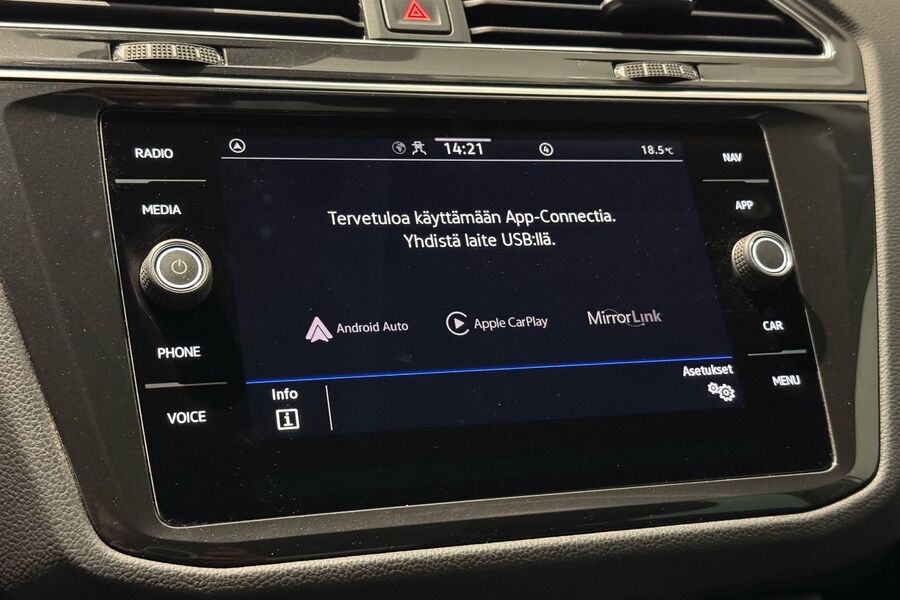 RADIO
MEDIA
PHONE
VOICE
14:21
4
18.5°C
Tervetuloa käyttämään App-Connectia.
Yhdistä laite USB:llä.
Android Auto
Apple CarPlay
MirrorLink
Info
i
Asetukset
NAV
APP
CAR
MENU